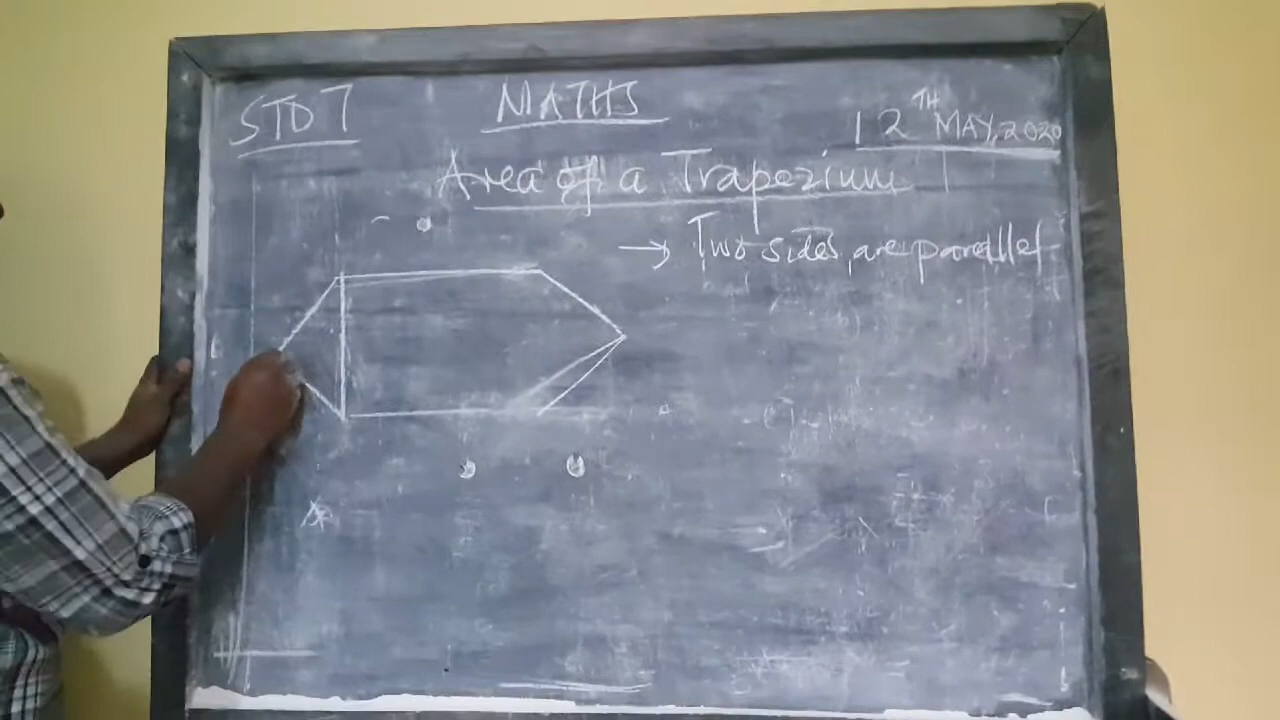 STD 7
MATHS
12TH MAY, 2020
Area of a Trapezium
→ Two sides are parallel